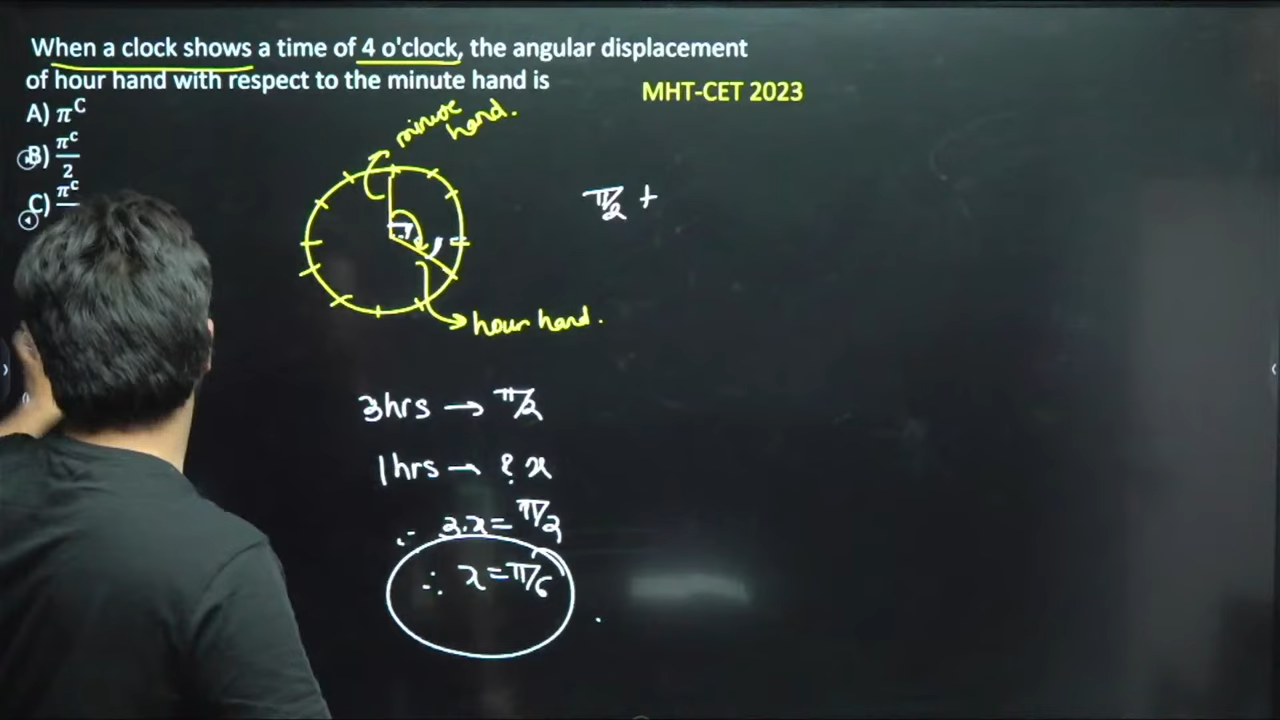 When a clock shows a time of 4 o'clock, the angular displacement
of hour hand with respect to the minute hand is
MHT-CET 2023
A) π^C
B) π^c/2
C) π^c
minute
hand.
π/2 +
hour hand.
3hrs → π/2
1hrs → ? x
∴ 3.x = π/2
∴ x = π/6